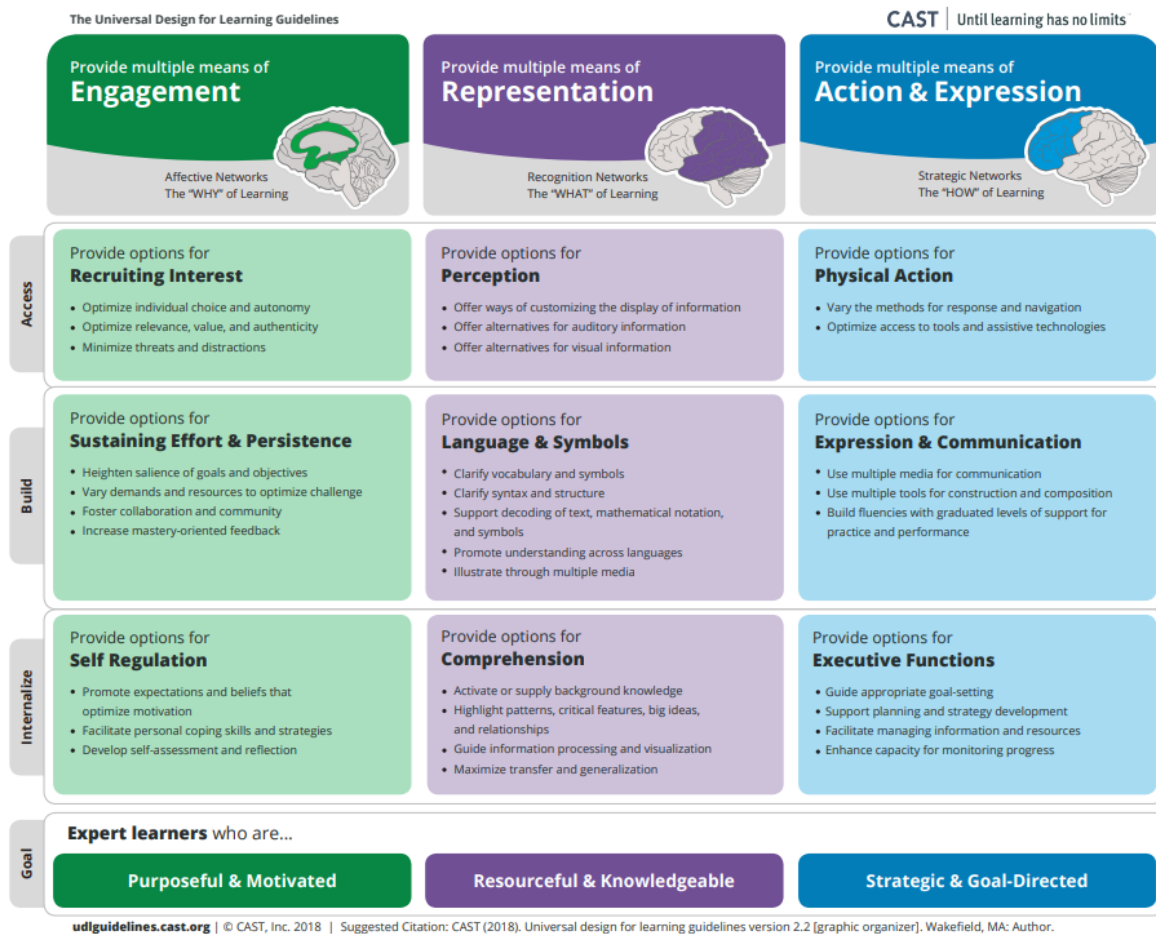 The Universal Design for Learning Guidelines
CAST | Until learning has no limits
Provide multiple means of
Engagement
Affective Networks
The "WHY" of Learning
Provide multiple means of
Representation
Recognition Networks
The "WHAT" of Learning
Provide multiple means of
Action & Expression
Strategic Networks
The "HOW" of Learning
Access
Provide options for
Recruiting Interest
• Optimize individual choice and autonomy
• Optimize relevance, value, and authenticity
• Minimize threats and distractions
Provide options for
Perception
• Offer ways of customizing the display of information
• Offer alternatives for auditory information
• Offer alternatives for visual information
Provide options for
Physical Action
• Vary the methods for response and navigation
• Optimize access to tools and assistive technologies
Build
Provide options for
Sustaining Effort & Persistence
• Heighten salience of goals and objectives
• Vary demands and resources to optimize challenge
• Foster collaboration and community
• Increase mastery-oriented feedback
Provide options for
Language & Symbols
• Clarify vocabulary and symbols
• Clarify syntax and structure
• Support decoding of text, mathematical notation,
and symbols
• Promote understanding across languages
• Illustrate through multiple media
Provide options for
Expression & Communication
• Use multiple media for communication
• Use multiple tools for construction and composition
• Build fluencies with graduated levels of support for
practice and performance
Internalize
Provide options for
Self Regulation
• Promote expectations and beliefs that
optimize motivation
• Facilitate personal coping skills and strategies
• Develop self-assessment and reflection
Provide options for
Comprehension
• Activate or supply background knowledge
• Highlight patterns, critical features, big ideas,
and relationships
• Guide information processing and visualization
• Maximize transfer and generalization
Provide options for
Executive Functions
• Guide appropriate goal-setting
• Support planning and strategy development
• Facilitate managing information and resources
• Enhance capacity for monitoring progress
Goal
Expert learners who are...
Purposeful & Motivated
Resourceful & Knowledgeable
Strategic & Goal-Directed
udlguidelines.cast.org | © CAST, Inc. 2018 | Suggested Citation: CAST (2018). Universal design for learning guidelines version 2.2 [graphic organizer]. Wakefield, MA: Author.